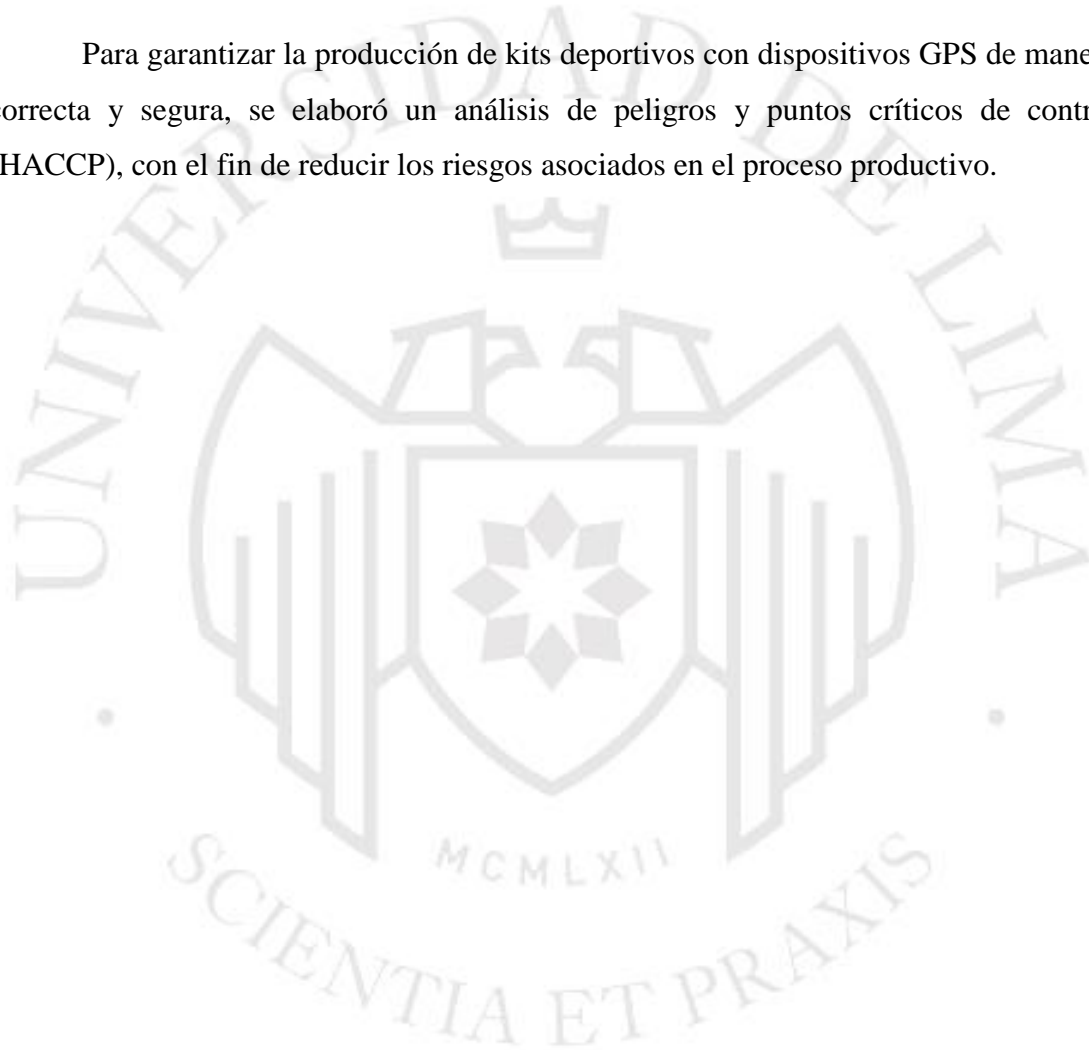 Para garantizar la producción de kits deportivos con dispositivos GPS de mane
correcta y segura, se elaboró un análisis de peligros y puntos críticos de contr
HACCP), con el fin de reducir los riesgos asociados en el proceso productivo.
UNIVERSIDAD DE LIMA
MCMLXII
SCIENTIA ET PRAXIS